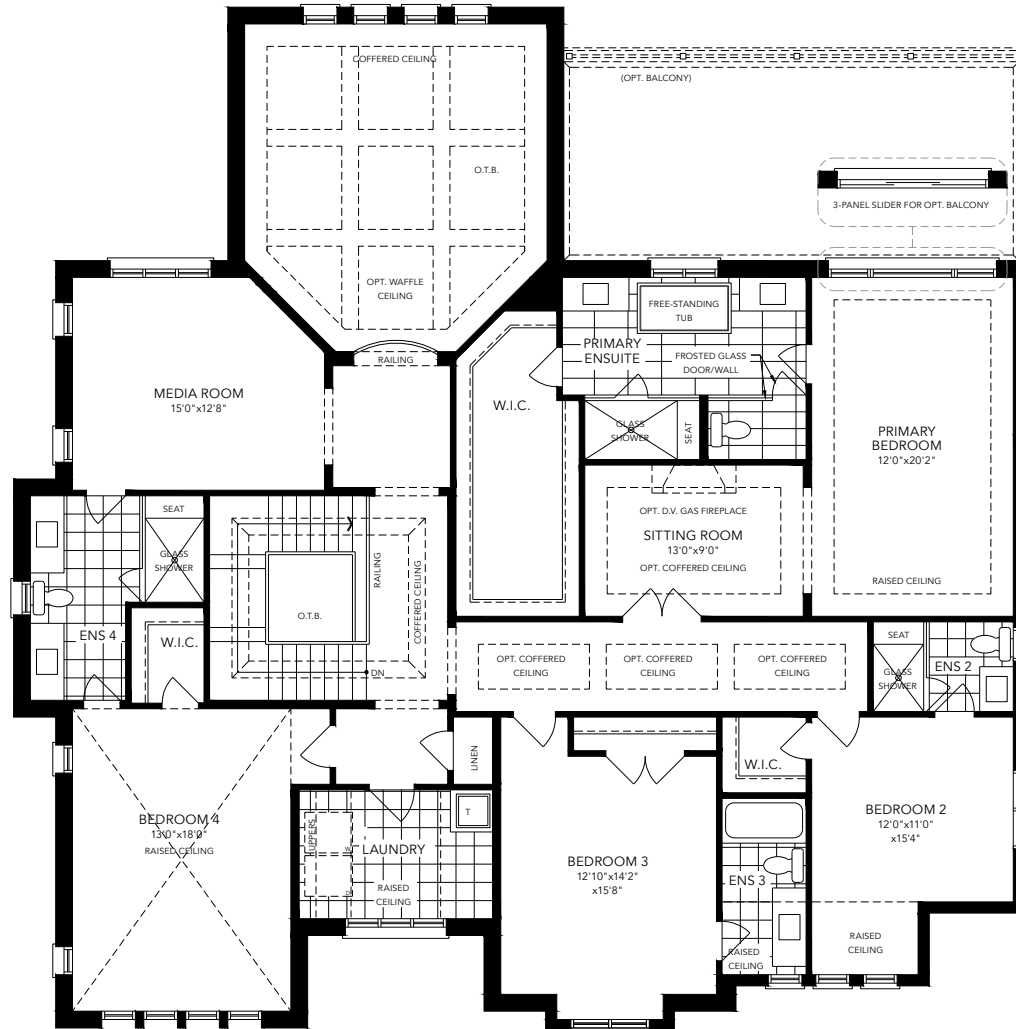 COFFERED CEILING
(OPT. BALCONY)
O.T.B.
3-PANEL SLIDER FOR OPT. BALCONY
OPT. WAFFLE
CEILING
FREE-STANDING
TUB
RAILING
PRIMARY
ENSUITE
FROSTED GLASS
DOOR/WALL
MEDIA ROOM
15'0"x12'8"
W.I.C.
GLASS
SHOWER
SEAT
PRIMARY
BEDROOM
12'0"x20'2"
SEAT
GLASS
SHOWER
OPT. D.V. GAS FIREPLACE
SITTING ROOM
13'0"x9'0"
OPT. COFFERED CEILING
RAISED CEILING
RAILING
COFFERED CEILING
O.T.B.
ENS 4
W.I.C.
DN
OPT. COFFERED
CEILING
OPT. COFFERED
CEILING
OPT. COFFERED
CEILING
SEAT
GLASS
SHOWER
ENS 2
LINEN
W.I.C.
BEDROOM 4
13'0"x18'0"
RAISED CEILING
UPPERS
W
D
LAUNDRY
RAISED
CEILING
T
BEDROOM 3
12'10"x14'2"
x15'8"
BEDROOM 2
12'0"x11'0"
x15'4"
ENS 3
RAISED
CEILING
RAISED
CEILING